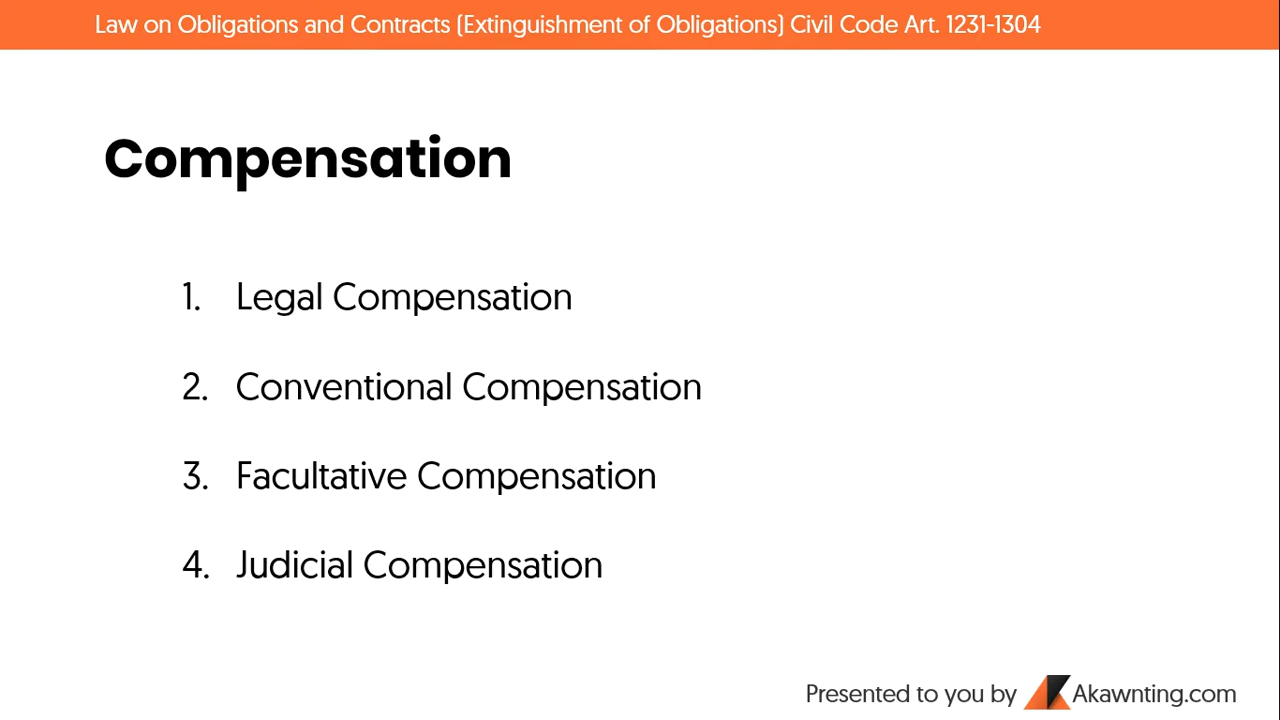 Law on Obligations and Contracts (Extinguishment of Obligations) Civil Code Art. 1231-1304
Compensation
1. Legal Compensation
2. Conventional Compensation
3. Facultative Compensation
4. Judicial Compensation
Presented to you by Akawnting.com